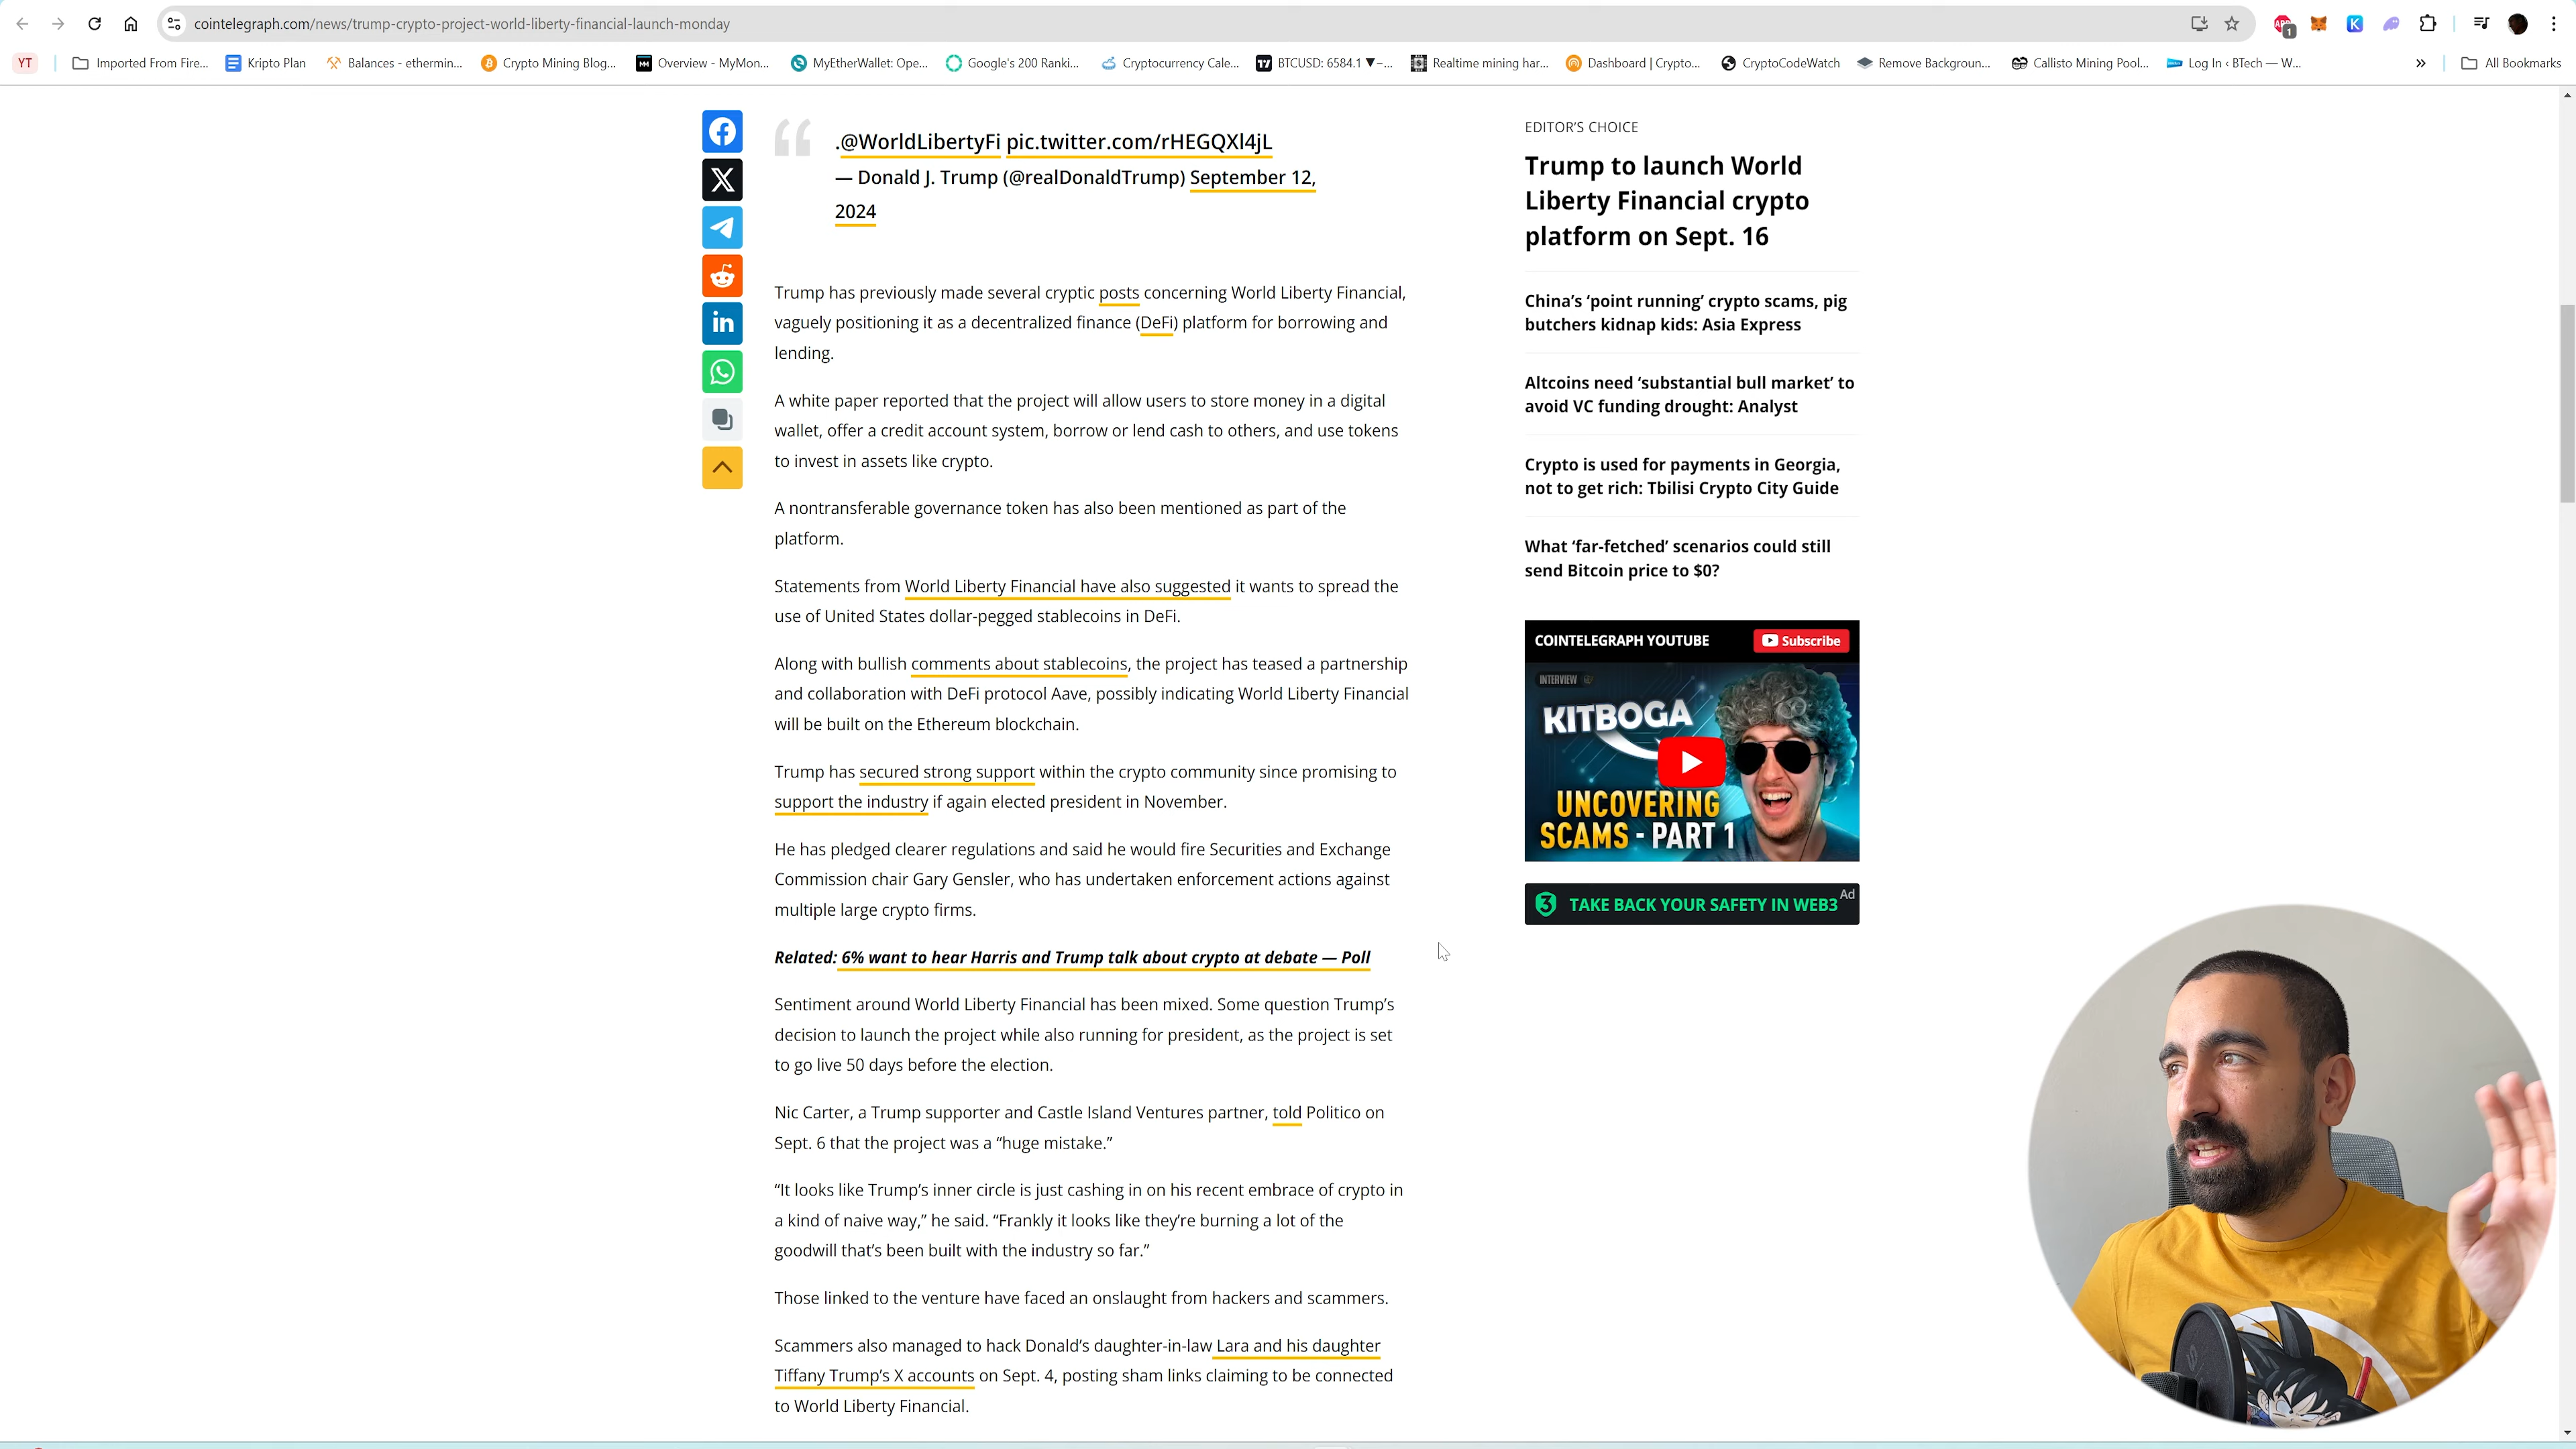 cointelegraph.com/news/trump-crypto-project-world-liberty-financial-launch-monday
1
YT
Imported From Fire...
Kripto Plan
Balances - ethermin...
Crypto Mining Blog...
Overview - MyMon...
MyEtherWallet: Ope...
Google's 200 Ranki...
Cryptocurrency Cale...
BTCUSD: 6584.1 ▼−...
Realtime mining har...
Dashboard | Crypto...
CryptoCodeWatch
Remove Backgroun...
Callisto Mining Pool...
Log In ‹ BTech — W...
»
All Bookmarks
.@WorldLibertyFi pic.twitter.com/rHEGQXl4jL
— Donald J. Trump (@realDonaldTrump) September 12,
2024
Trump has previously made several cryptic posts concerning World Liberty Financial,
vaguely positioning it as a decentralized finance (DeFi) platform for borrowing and
lending.
A white paper reported that the project will allow users to store money in a digital
wallet, offer a credit account system, borrow or lend cash to others, and use tokens
to invest in assets like crypto.
A nontransferable governance token has also been mentioned as part of the
platform.
Statements from World Liberty Financial have also suggested it wants to spread the
use of United States dollar-pegged stablecoins in DeFi.
Along with bullish comments about stablecoins, the project has teased a partnership
and collaboration with DeFi protocol Aave, possibly indicating World Liberty Financial
will be built on the Ethereum blockchain.
Trump has secured strong support within the crypto community since promising to
support the industry if again elected president in November.
He has pledged clearer regulations and said he would fire Securities and Exchange
Commission chair Gary Gensler, who has undertaken enforcement actions against
multiple large crypto firms.
Related: 6% want to hear Harris and Trump talk about crypto at debate — Poll
Sentiment around World Liberty Financial has been mixed. Some question Trump’s
decision to launch the project while also running for president, as the project is set
to go live 50 days before the election.
Nic Carter, a Trump supporter and Castle Island Ventures partner, told Politico on
Sept. 6 that the project was a “huge mistake.”
“It looks like Trump’s inner circle is just cashing in on his recent embrace of crypto in
a kind of naive way,” he said. “Frankly it looks like they’re burning a lot of the
goodwill that’s been built with the industry so far.”
Those linked to the venture have faced an onslaught from hackers and scammers.
Scammers also managed to hack Donald’s daughter-in-law Lara and his daughter
Tiffany Trump’s X accounts on Sept. 4, posting sham links claiming to be connected
to World Liberty Financial.
EDITOR’S CHOICE
Trump to launch World
Liberty Financial crypto
platform on Sept. 16
China’s ‘point running’ crypto scams, pig
butchers kidnap kids: Asia Express
Altcoins need ‘substantial bull market’ to
avoid VC funding drought: Analyst
Crypto is used for payments in Georgia,
not to get rich: Tbilisi Crypto City Guide
What ‘far-fetched’ scenarios could still
send Bitcoin price to $0?
COINTELEGRAPH YOUTUBE
Subscribe
INTERVIEW
KITBOGA
UNCOVERING
SCAMS - PART 1
TAKE BACK YOUR SAFETY IN WEB3
Ad